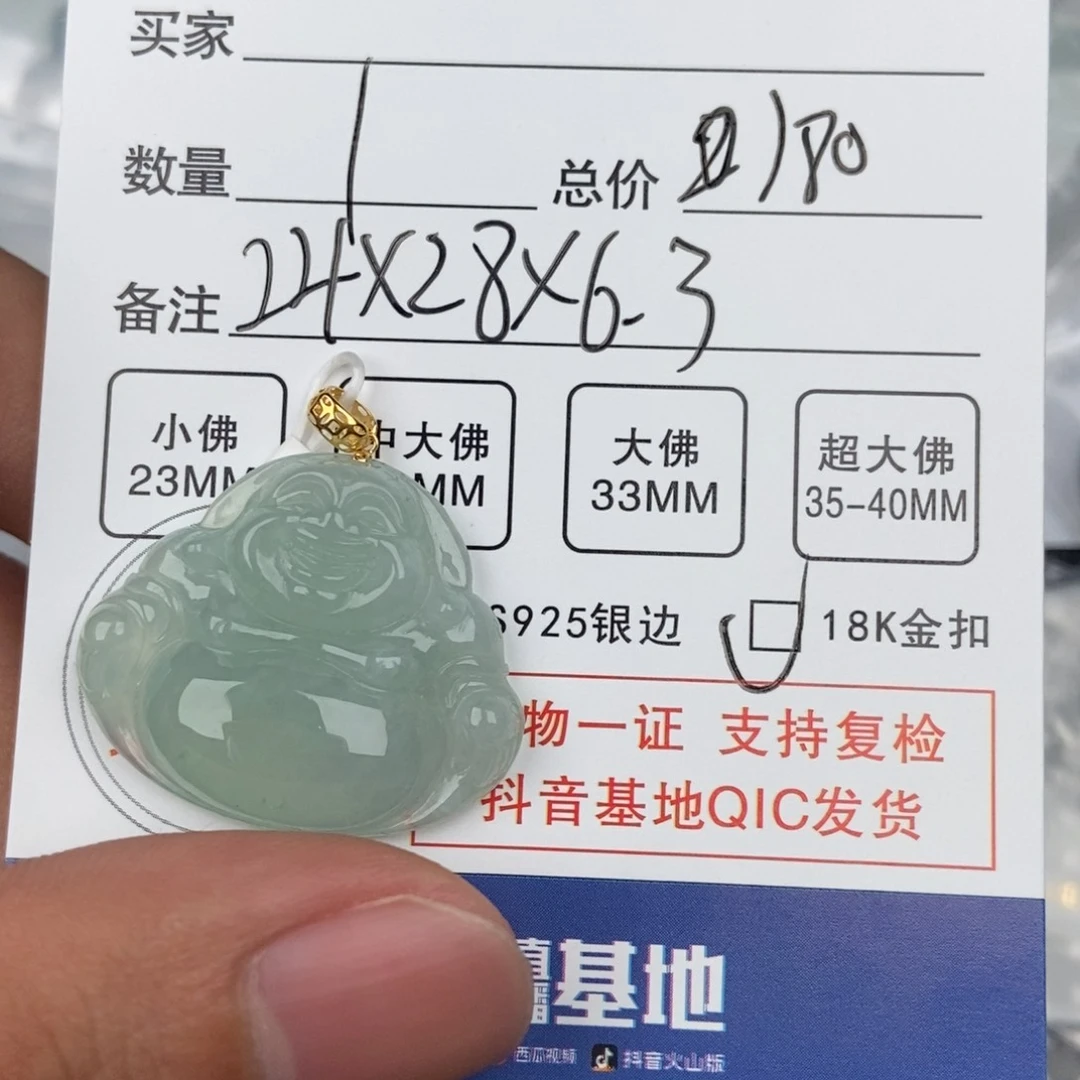 买家
数量 1 总价 180
备注 24X28X6.3
小佛 中大佛 大佛 超大佛
23MM MM 33MM 35-40MM
S925银边 18K金扣
物一证 支持复检
抖音基地QIC发货
基地
西瓜视频 抖音火山版